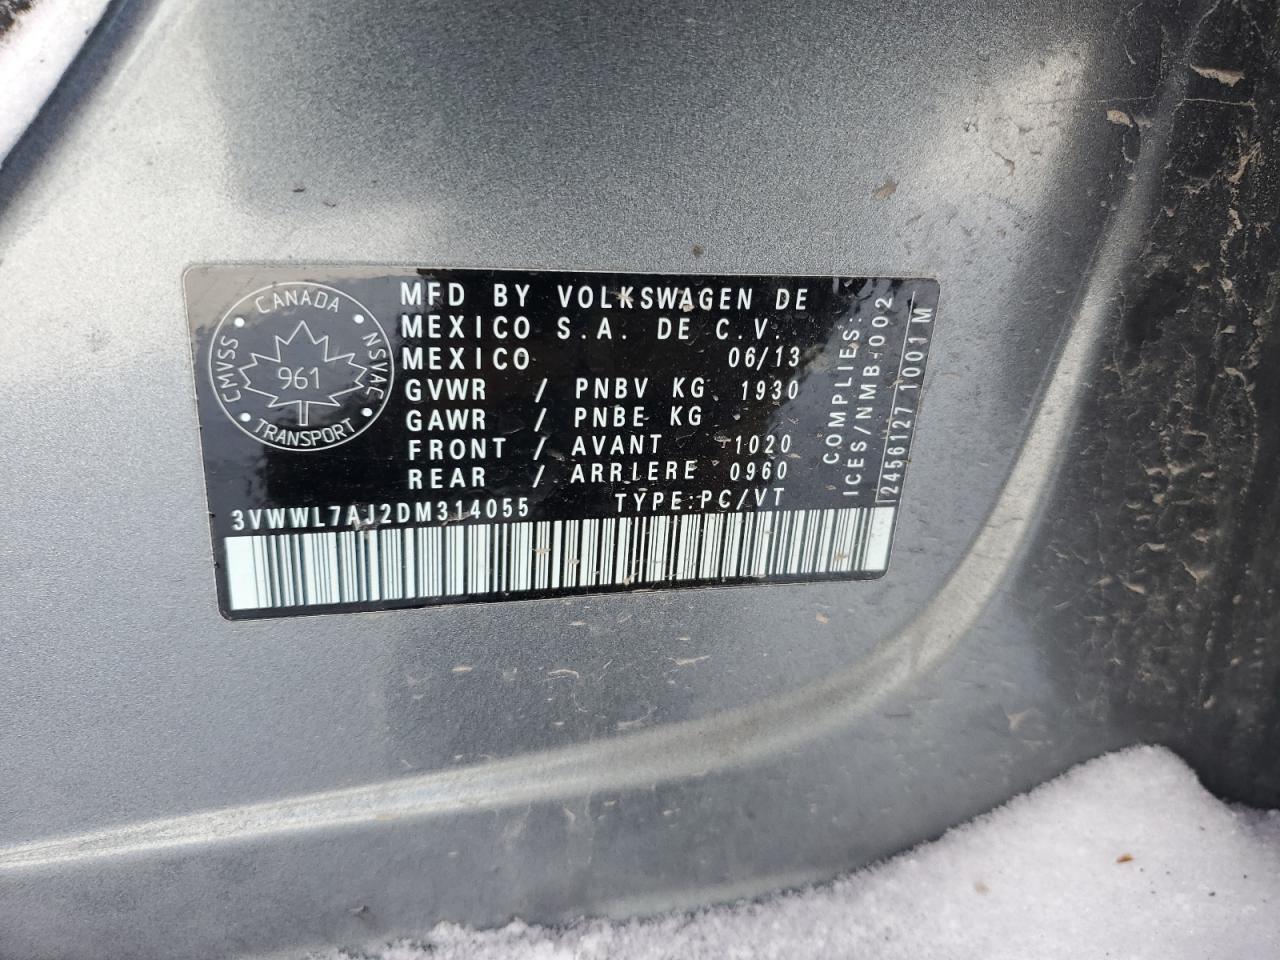 CANADA
CMVSS
NSVAC
961
TRANSPORT
MFD BY VOLKSWAGEN DE
MEXICO S.A. DE C.V.
MEXICO 06/13
GVWR / PNBV KG 1930
GAWR / PNBE KG
FRONT / AVANT 1020
REAR / ARRIERE 0960
3VWWL7AJ2DM314055 TYPE:PC/VT
COMPLIES:
ICES/NMB-002
2456127 1001 M